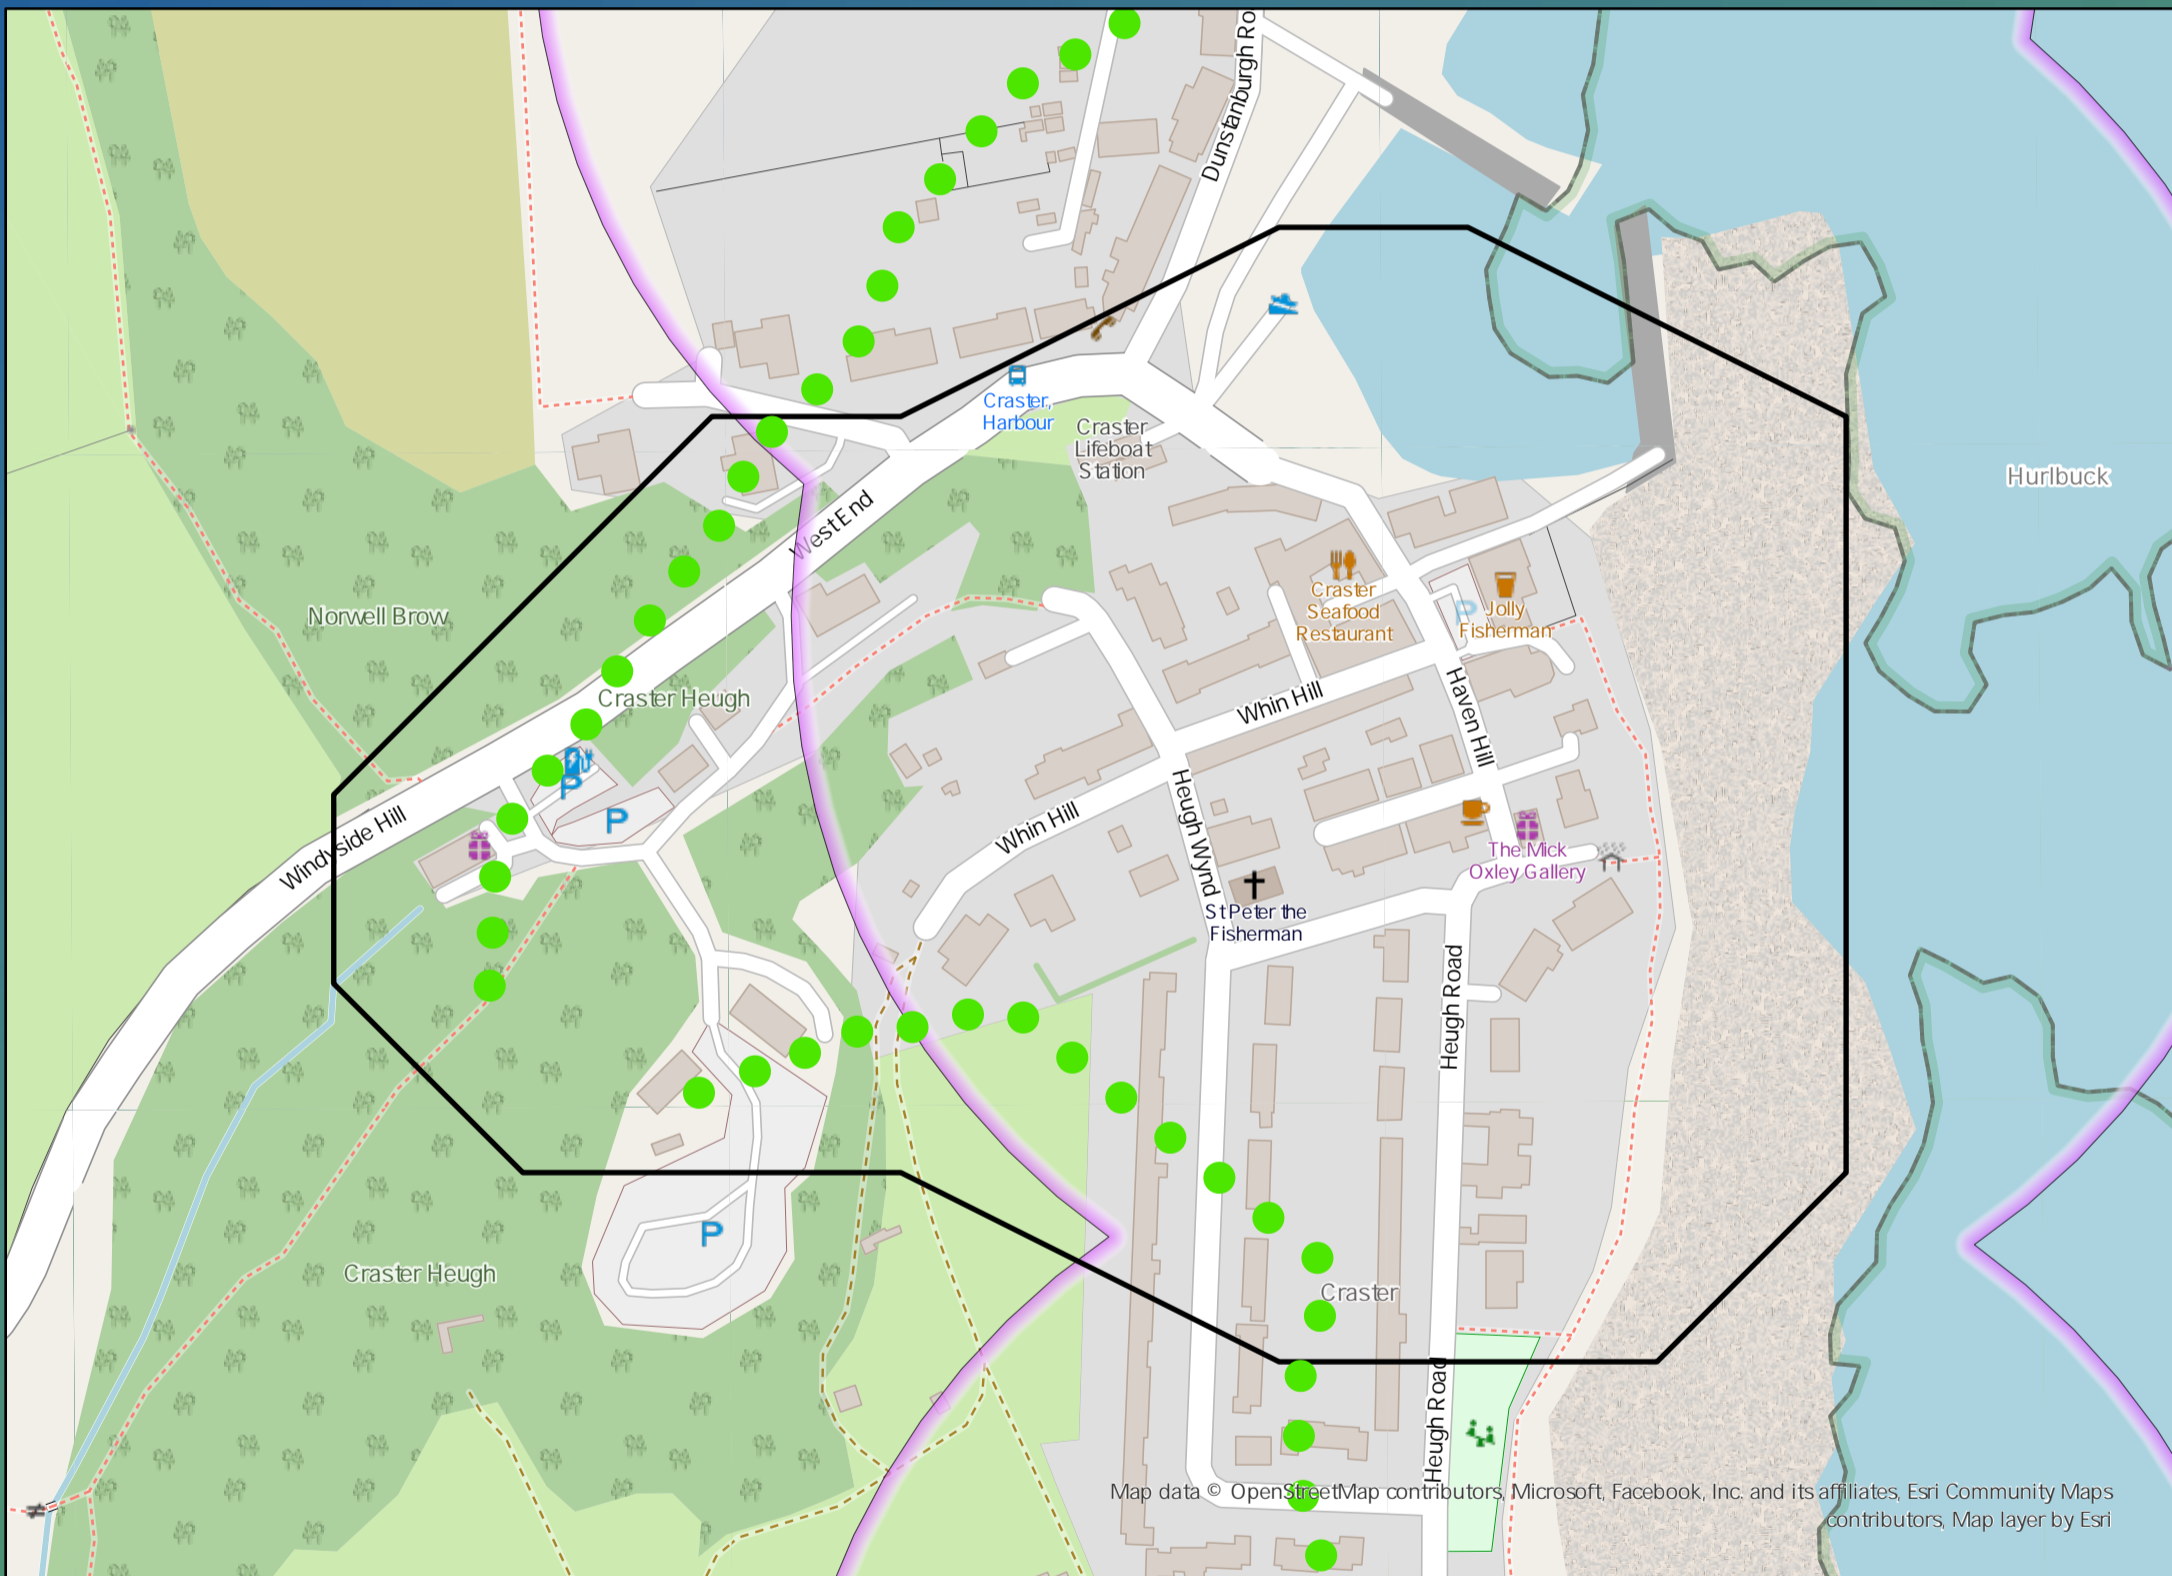 Dunstanburgh Ro
Craster,
Harbour
Craster
Lifeboat
Station
Hurlbuck
West End
Norwell Brow
Craster
Seafood
Restaurant
P
Jolly
Fisherman
Craster Heugh
Whin Hill
Haven Hill
P
P
Windyside Hill
Whin Hill
Heugh Wynd
The Mick
Oxley Gallery
St Peter the
Fisherman
Heugh Road
P
Craster Heugh
Craster
Heugh Road
Map data © OpenStreetMap contributors, Microsoft, Facebook, Inc. and its affiliates, Esri Community Maps
contributors, Map layer by Esri